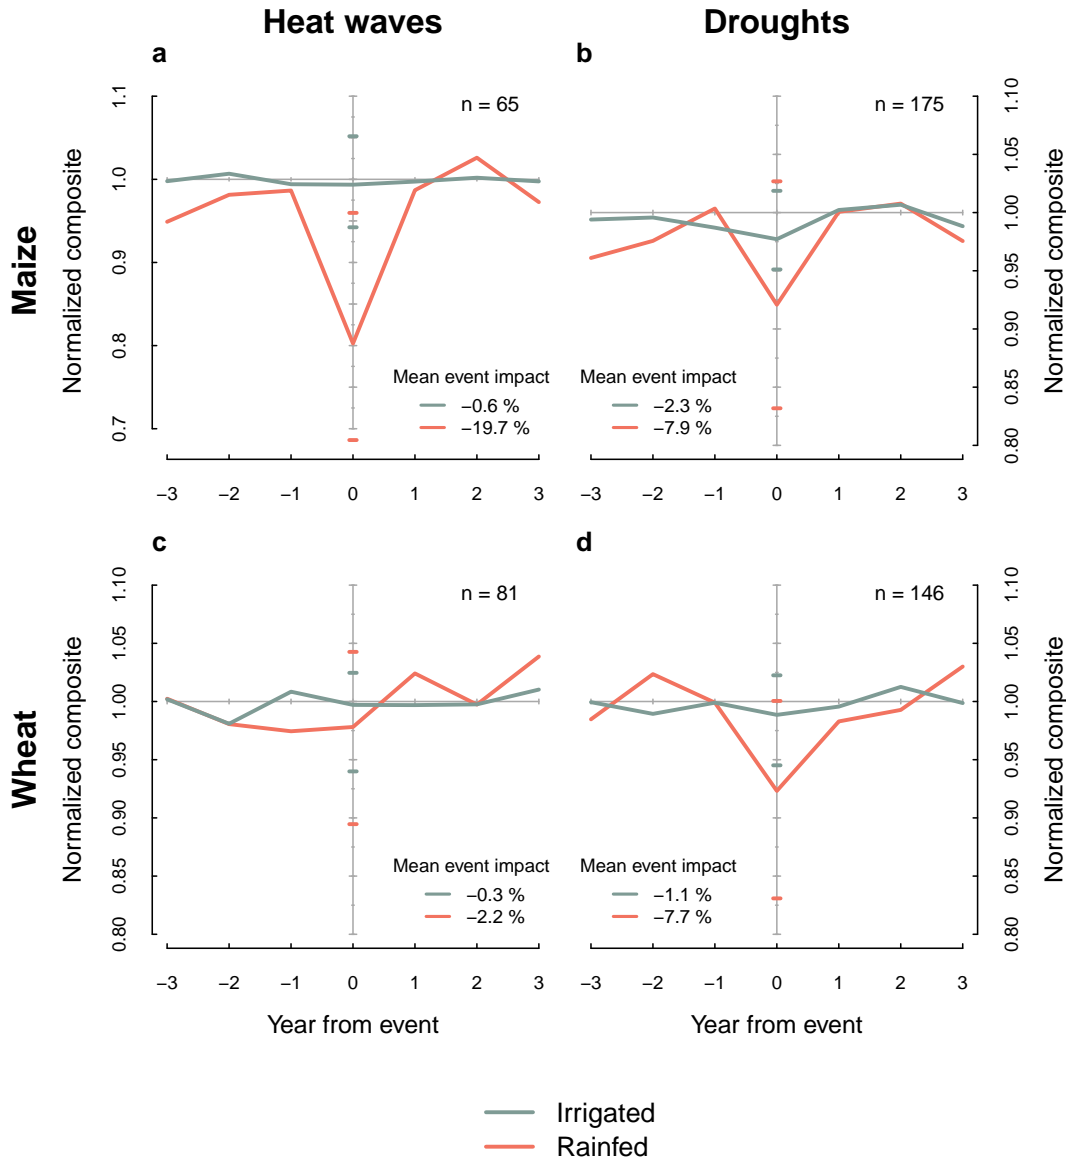 Heat waves
Droughts
a
b
Maize
Normalized composite
1.1
1.0
0.9
0.8
0.7
n = 65
Mean event impact
−0.6 %
−19.7 %
−3 −2 −1 0 1 2 3
n = 175
Mean event impact
−2.3 %
−7.9 %
1.10
1.05
1.00
0.95
0.90
0.85
0.80
Normalized composite
−3 −2 −1 0 1 2 3
c
d
Wheat
Normalized composite
1.10
1.05
1.00
0.95
0.90
0.85
0.80
n = 81
Mean event impact
−0.3 %
−2.2 %
−3 −2 −1 0 1 2 3
Year from event
n = 146
Mean event impact
−1.1 %
−7.7 %
1.10
1.05
1.00
0.95
0.90
0.85
0.80
Normalized composite
−3 −2 −1 0 1 2 3
Year from event
Irrigated
Rainfed